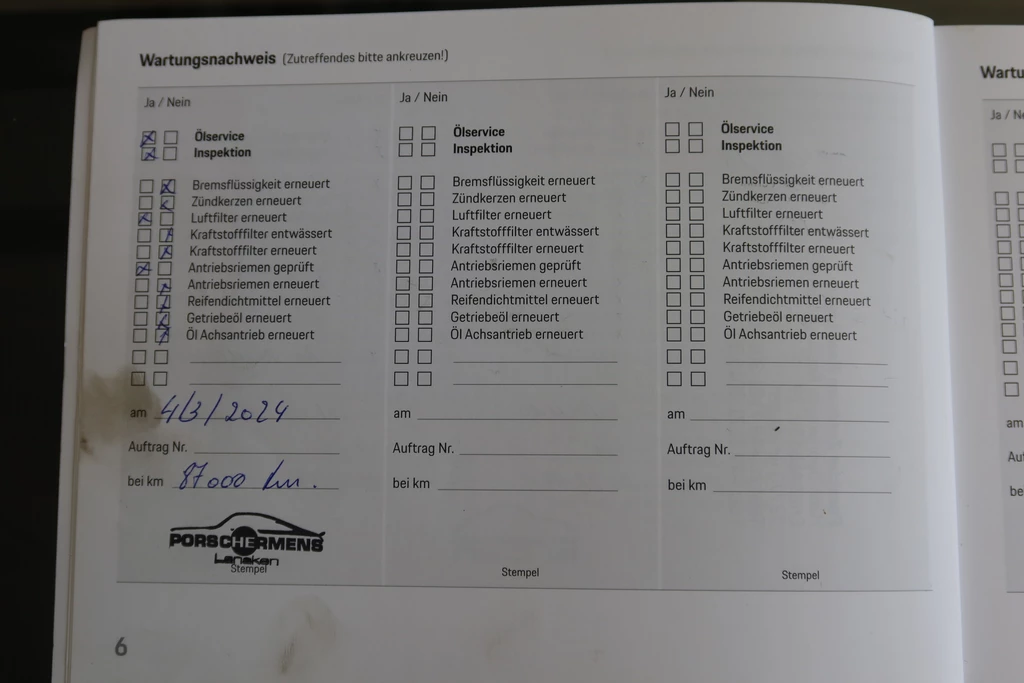 Wartungsnachweis (Zutreffendes bitte ankreuzen!)
Ja / Nein
Ölservice
Inspektion
Bremsflüssigkeit erneuert
Zündkerzen erneuert
Luftfilter erneuert
Kraftstofffilter entwässert
Kraftstofffilter erneuert
Antriebsriemen geprüft
Antriebsriemen erneuert
Reifendichtmittel erneuert
Getriebeöl erneuert
Öl Achsantrieb erneuert
am 4/3/2024
Auftrag Nr.
bei km 87000 km.
PORSCHERMENS
Lanaken
Stempel
Ja / Nein
Ölservice
Inspektion
Bremsflüssigkeit erneuert
Zündkerzen erneuert
Luftfilter erneuert
Kraftstofffilter entwässert
Kraftstofffilter erneuert
Antriebsriemen geprüft
Antriebsriemen erneuert
Reifendichtmittel erneuert
Getriebeöl erneuert
Öl Achsantrieb erneuert
am
Auftrag Nr.
bei km
Stempel
Ja / Nein
Ölservice
Inspektion
Bremsflüssigkeit erneuert
Zündkerzen erneuert
Luftfilter erneuert
Kraftstofffilter entwässert
Kraftstofffilter erneuert
Antriebsriemen geprüft
Antriebsriemen erneuert
Reifendichtmittel erneuert
Getriebeöl erneuert
Öl Achsantrieb erneuert
am
Auftrag Nr.
bei km
Stempel
6
Ja /
am